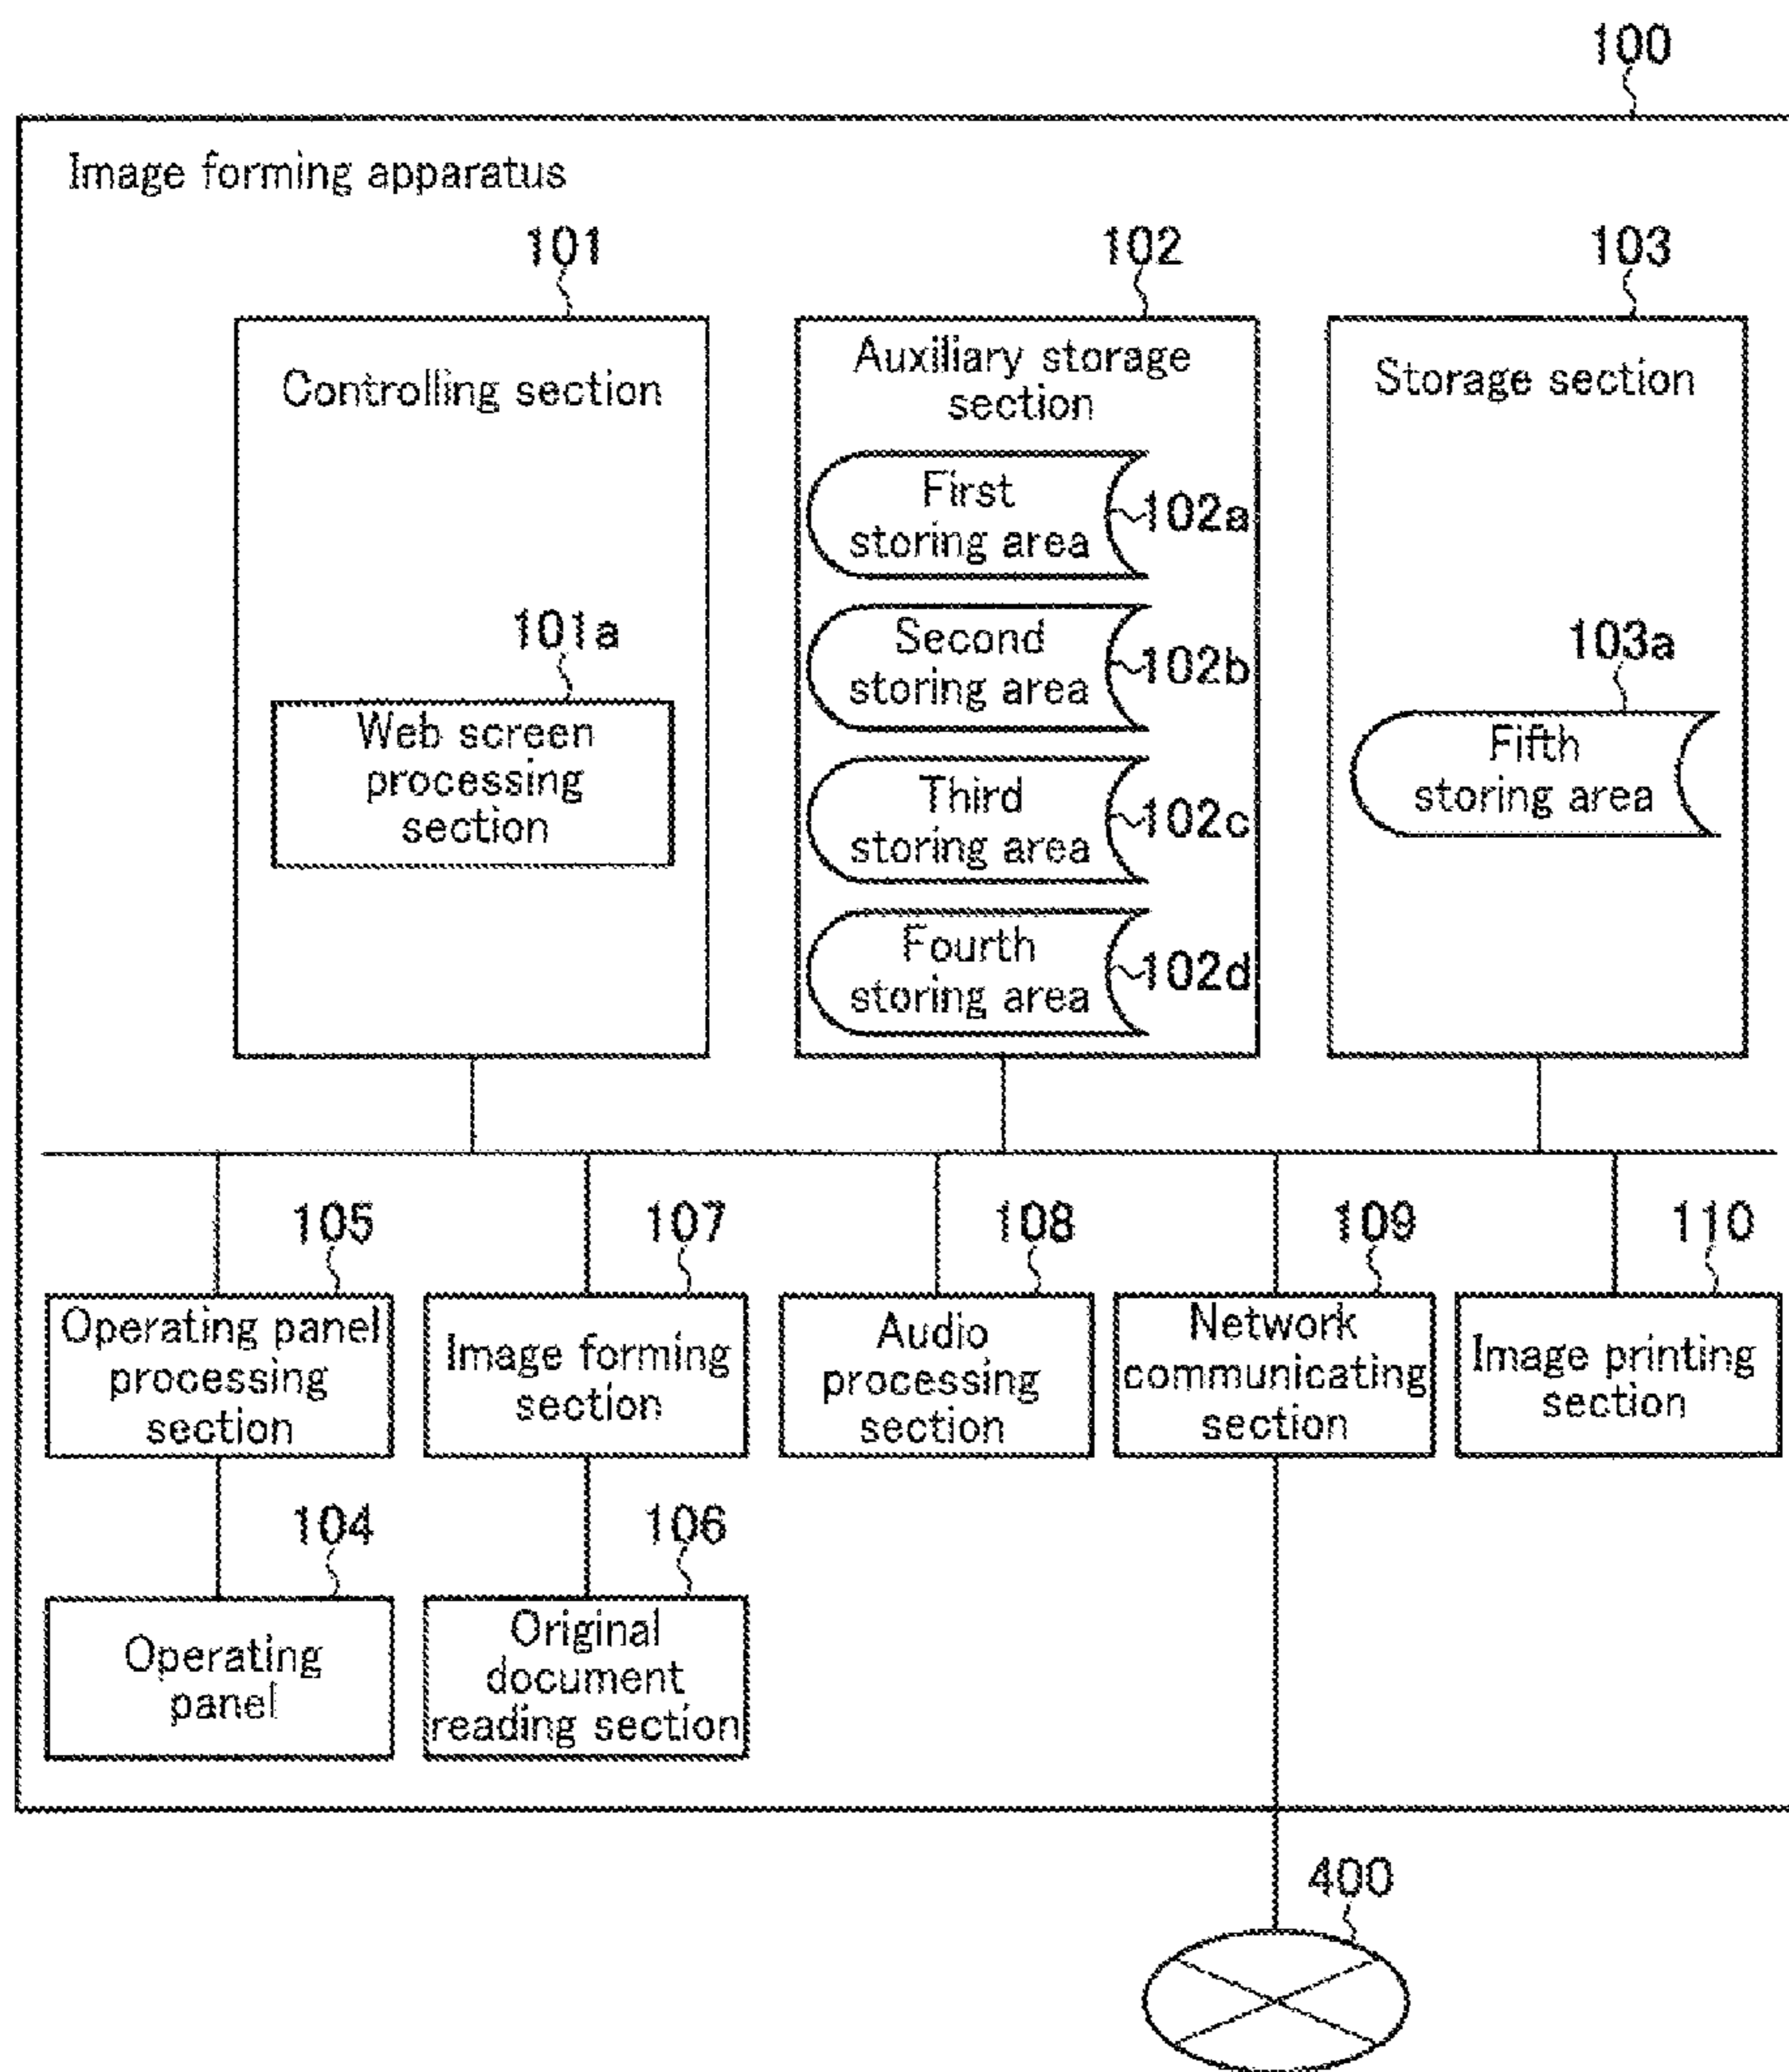 100
Image forming apparatus
101
102
103
Controlling section
Auxiliary storage
section
Storage section
First
storing area
102a
101a
Second
storing area
102b
103a
Web screen
processing
section
Third
storing area
102c
Fifth
storing area
Fourth
storing area
102d
105
107
108
109
110
Operating panel
processing
section
Image forming
section
Audio
processing
section
Network
communicating
section
Image printing
section
104
106
Operating
panel
Original
document
reading section
400